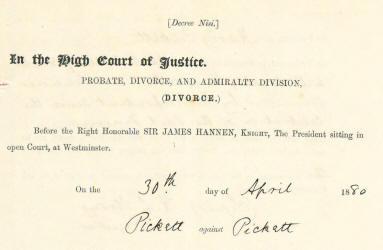 [Decree Nisi.]
In the High Court of Justice.
PROBATE, DIVORCE, AND ADMIRALTY DIVISION,
(DIVORCE.)
Before the Right Honorable SIR JAMES HANNEN, KNIGHT, The President sitting in
open Court, at Westminster.
On the 30th day of April 1880
Pickett against Pickett